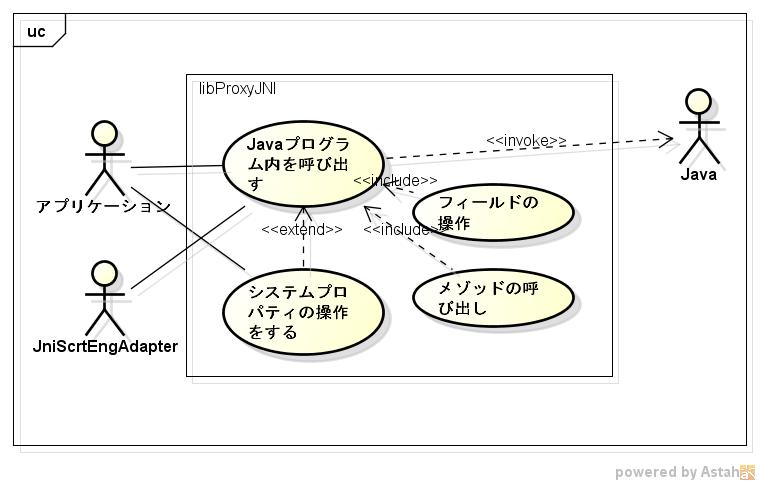 uc
libProxyJNI
Javaプログラ
ム内を呼び出
す
<<invoke>>
Java
アプリケーション
<<include>>
フィールドの
操作
<<extend>>
<<include>>
システムプロ
パティの操作
をする
メゾッドの呼
び出し
JniScrtEngAdapter
powered by Astah